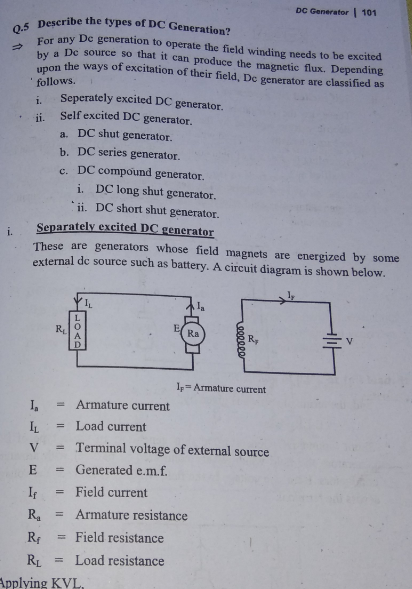 DC Generator | 101
Q.5 Describe the types of DC Generation?
⇒ For any Dc generation to operate the field winding needs to be excited
by a Dc source so that it can produce the magnetic flux. Depending
upon the ways of excitation of their field, Dc generator are classified as
follows.
i. Seperately excited DC generator.
ii. Self excited DC generator.
a. DC shut generator.
b. DC series generator.
c. DC compound generator.
i. DC long shut generator.
ii. DC short shut generator.
i. Separately excited DC generator
These are generators whose field magnets are energized by some
external dc source such as battery. A circuit diagram is shown below.
I_L I_a I_F
R_L LOAD E Ra R_F V
I_F = Armature current
I_a = Armature current
I_L = Load current
V = Terminal voltage of external source
E = Generated e.m.f.
I_f = Field current
R_a = Armature resistance
R_f = Field resistance
R_L = Load resistance
Applying KVL,